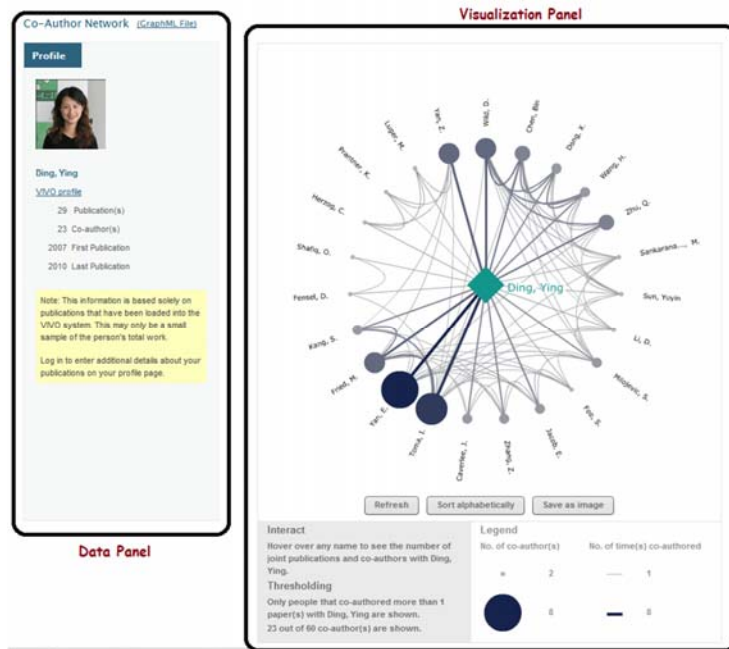 Visualization Panel
Co-Author Network (GraphML File)
Profile
Ding, Ying
VIVO profile
29 Publication(s)
23 Co-author(s)
2007 First Publication
2010 Last Publication
Note: This information is based solely on
publications that have been loaded into the
VIVO system. This may only be a small
sample of the person's total work.
Log in to enter additional details about your
publications on your profile page.
Data Panel
Yan, Z.
Wild, D.
Chen, Bin
Dong, X.
Wang, H.
Zhu, Q.
Sankarana..., M.
Sun, Yuyin
Li, D.
Milojevic, S.
Foo, S.
Jacob, E.
Zhang, Z.
Caverlee, J.
Toma, I.
Yan, E.
Fried, M.
Kang, S.
Fensel, D.
Shafiq, O.
Herzog, C.
Prantner, K.
Luger, M.
Ding, Ying
Refresh
Sort alphabetically
Save as image
Interact
Hover over any name to see the number of
joint publications and co-authors with Ding,
Ying.
Thresholding
Only people that co-authored more than 1
paper(s) with Ding, Ying are shown.
23 out of 60 co-author(s) are shown.
Legend
No. of co-author(s)
No. of time(s) co-authored
2
1
8
8